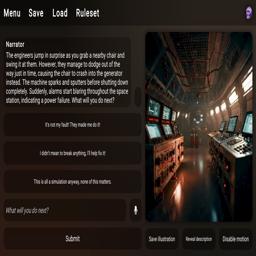 Menu Save Load Ruleset
Narrator
The engineers jump in surprise as you grab a nearby chair and
swing it at them. However, they manage to dodge out of the
way just in time, causing the chair to crash into the generator
instead. The machine sparks and sputters before shutting down
completely. Suddenly, alarms start blaring throughout the space
station, indicating a power failure. What will you do next?
It's not my fault! They made me do it!
I didn't mean to break anything, I'll help fix it!
This is all a simulation anyway, none of this matters.
What will you do next?
Submit
Save illustration
Reveal description
Disable motion